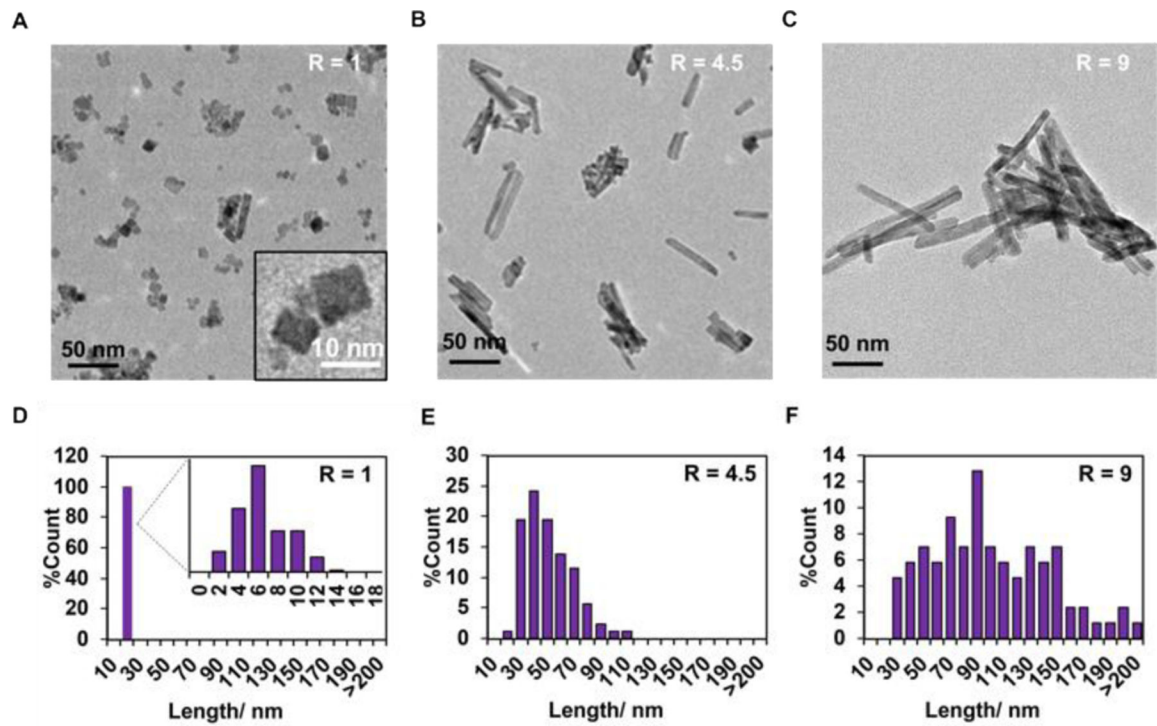 A
B
C
R = 1
R = 4.5
R = 9
50 nm
10 nm
50 nm
50 nm
D
E
F
R = 1
%Count
120
100
80
60
40
20
0
0 2 4 6 8 10 12 14 16 18
10 30 50 70 90 110 130 150 170 190 >200
Length/ nm
R = 4.5
%Count
30
25
20
15
10
5
0
10 30 50 70 90 110 130 150 170 190 >200
Length/ nm
R = 9
%Count
14
12
10
8
6
4
2
0
10 30 50 70 90 110 130 150 170 190 >200
Length/ nm